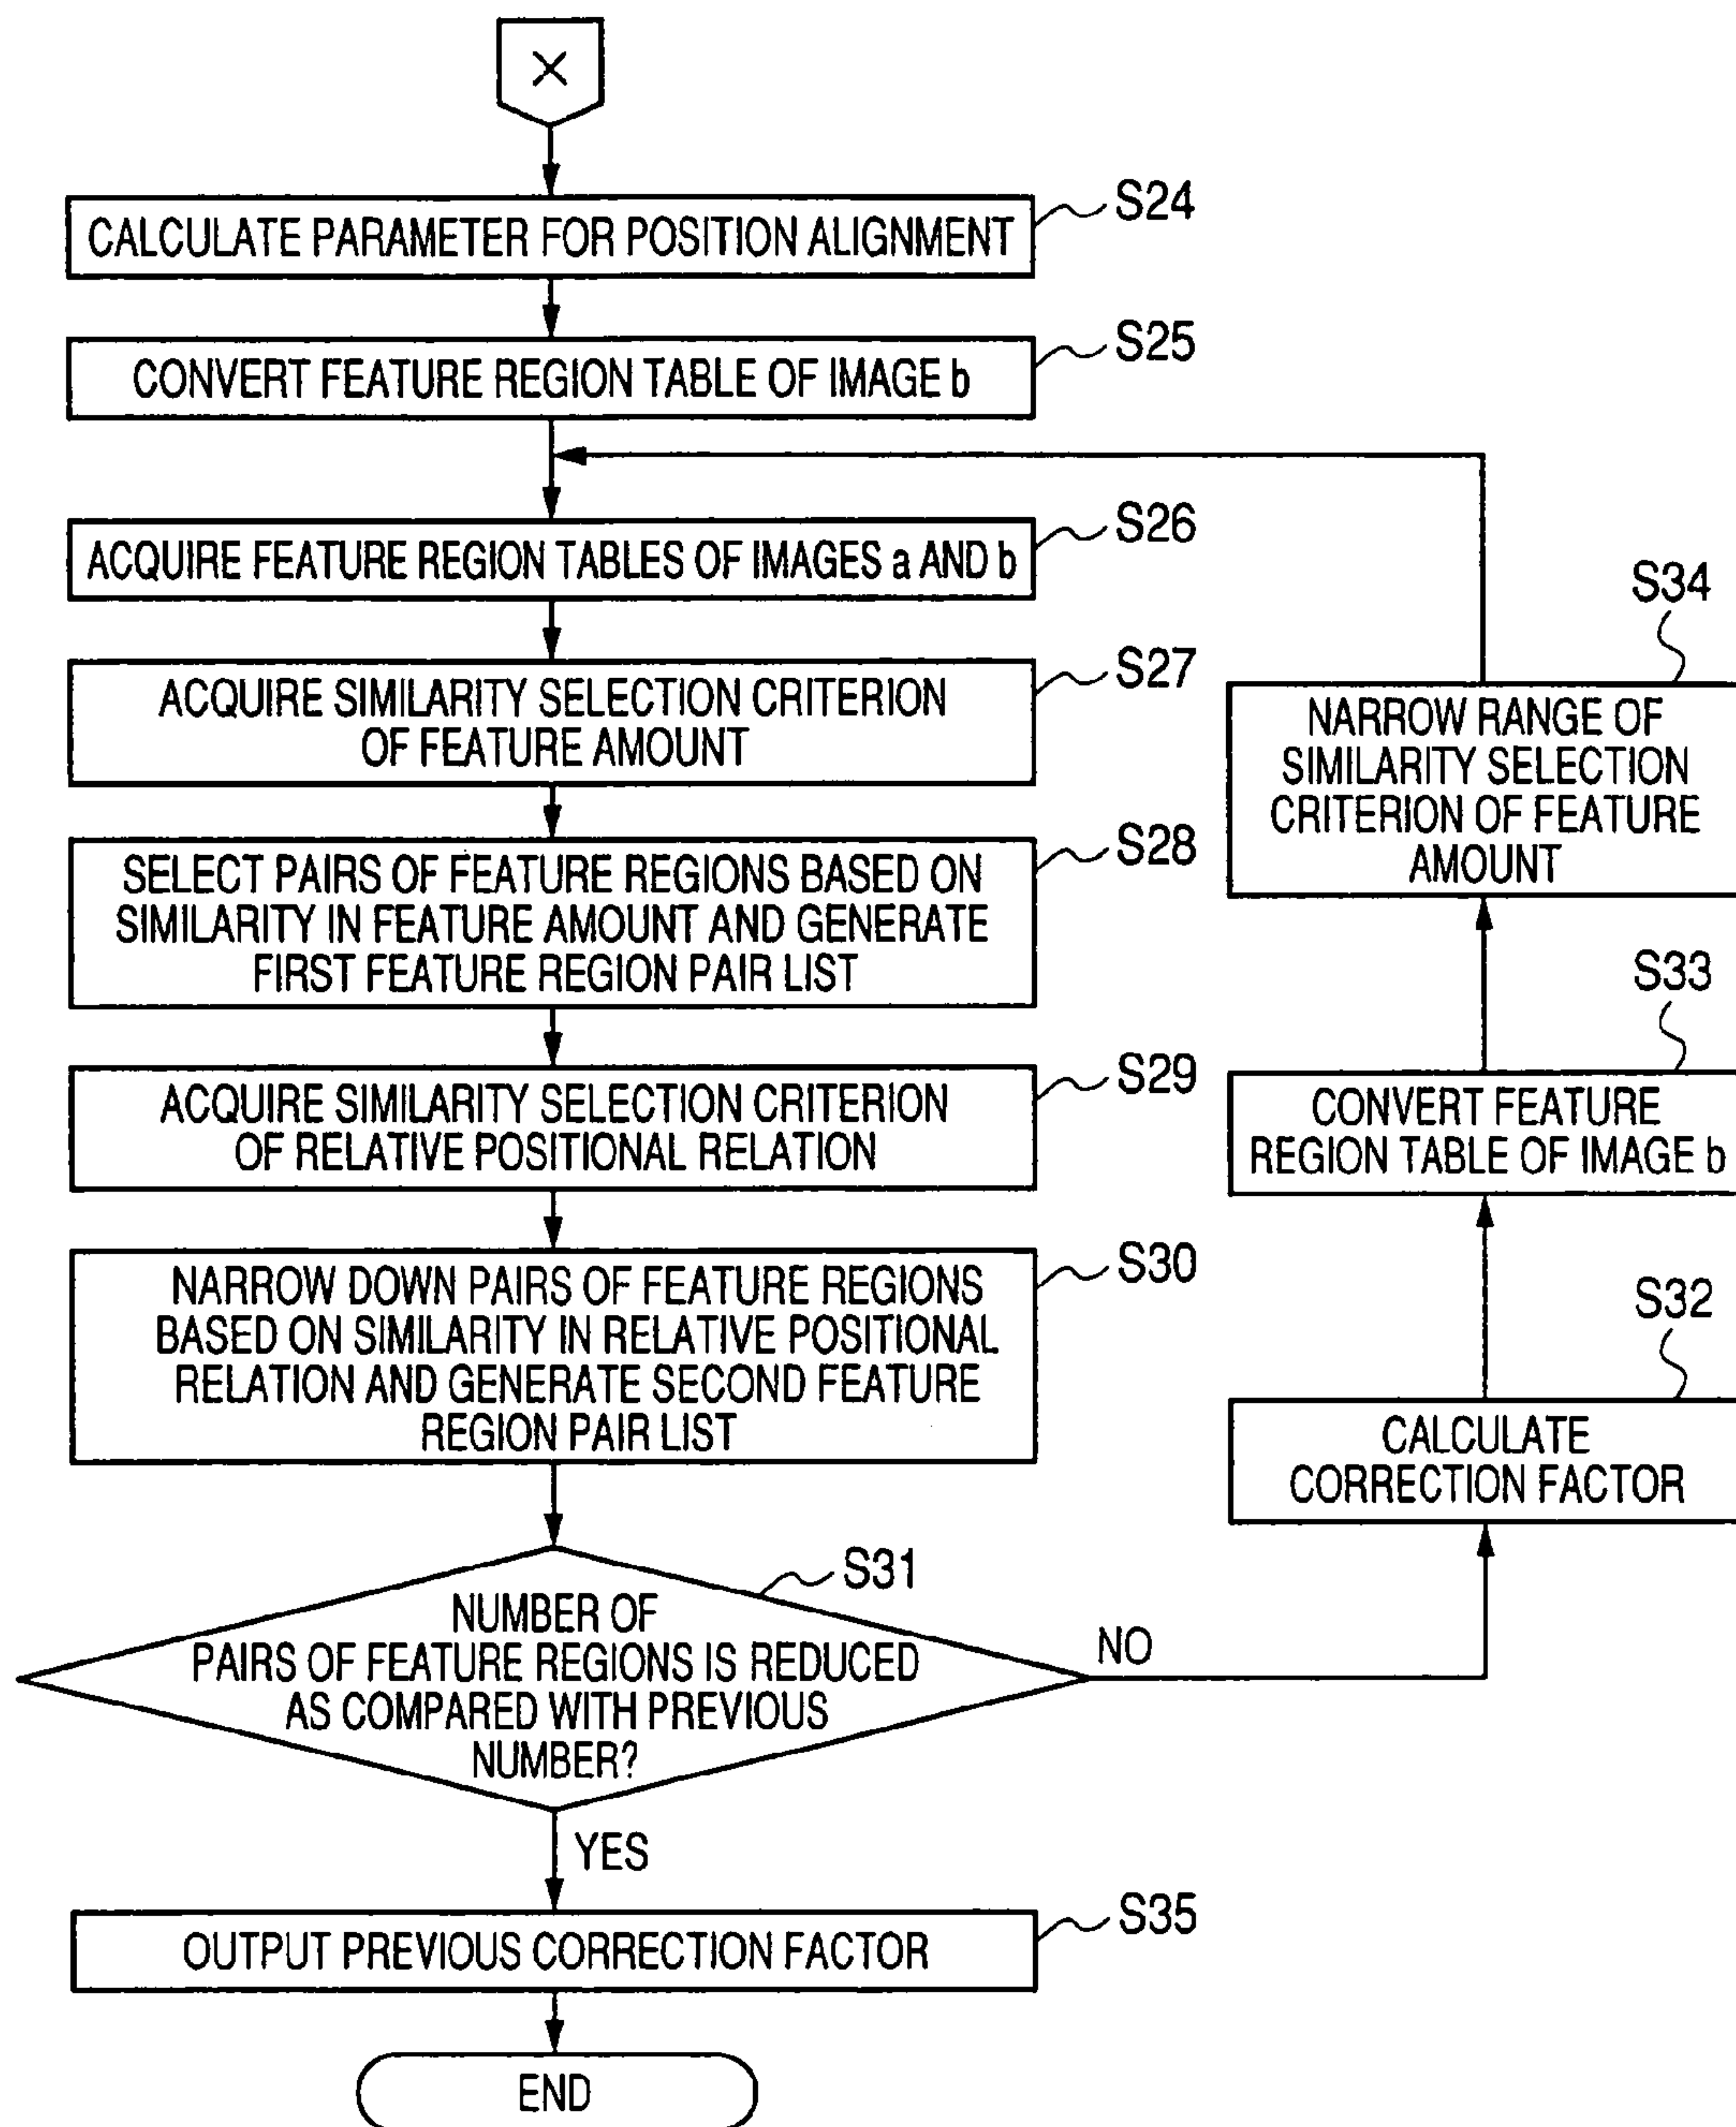 X
S24
CALCULATE PARAMETER FOR POSITION ALIGNMENT
S25
CONVERT FEATURE REGION TABLE OF IMAGE b
S26
ACQUIRE FEATURE REGION TABLES OF IMAGES a AND b
S27
ACQUIRE SIMILARITY SELECTION CRITERION
OF FEATURE AMOUNT
S28
SELECT PAIRS OF FEATURE REGIONS BASED ON
SIMILARITY IN FEATURE AMOUNT AND GENERATE
FIRST FEATURE REGION PAIR LIST
S29
ACQUIRE SIMILARITY SELECTION CRITERION
OF RELATIVE POSITIONAL RELATION
S30
NARROW DOWN PAIRS OF FEATURE REGIONS
BASED ON SIMILARITY IN RELATIVE POSITIONAL
RELATION AND GENERATE SECOND FEATURE
REGION PAIR LIST
S31
NUMBER OF
PAIRS OF FEATURE REGIONS IS REDUCED
AS COMPARED WITH PREVIOUS
NUMBER?
NO
S32
CALCULATE
CORRECTION FACTOR
S33
CONVERT FEATURE
REGION TABLE OF IMAGE b
S34
NARROW RANGE OF
SIMILARITY SELECTION
CRITERION OF FEATURE
AMOUNT
YES
S35
OUTPUT PREVIOUS CORRECTION FACTOR
END